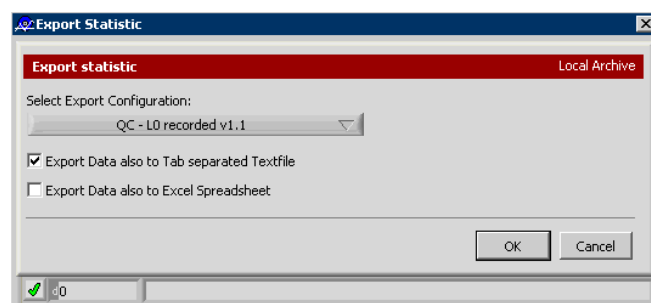 Export Statistic
Export statistic
Local Archive
Select Export Configuration:
QC - L0 recorded v1.1
Export Data also to Tab separated Textfile
Export Data also to Excel Spreadsheet
OK
Cancel
0